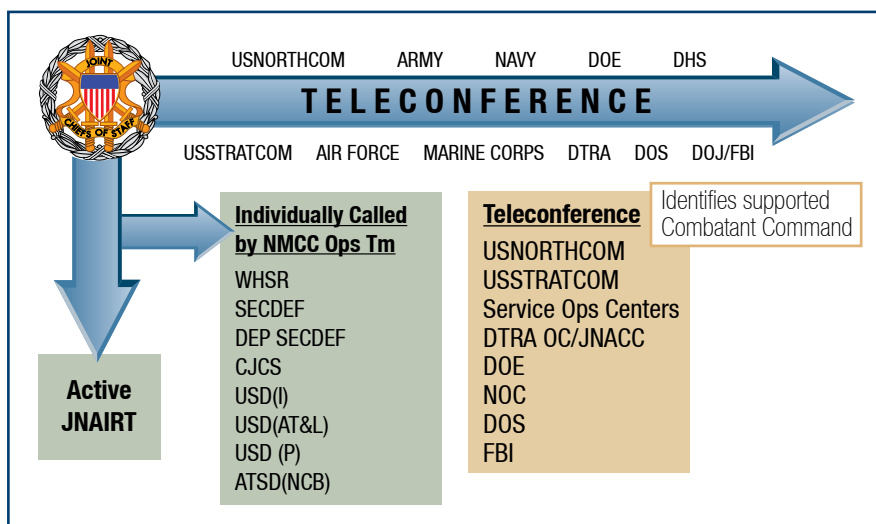 USNORTHCOM ARMY NAVY DOE DHS
JOINT
CHIEFS OF STAFF
TELECONFERENCE
USSTRATCOM AIR FORCE MARINE CORPS DTRA DOS DOJ/FBI
Individually Called
by NMCC Ops Tm
WHSR
SECDEF
DEP SECDEF
CJCS
USD(I)
USD(AT&L)
USD (P)
ATSD(NCB)
Teleconference
USNORTHCOM
USSTRATCOM
Service Ops Centers
DTRA OC/JNACC
DOE
NOC
DOS
FBI
Identifies supported
Combatant Command
Active
JNAIRT